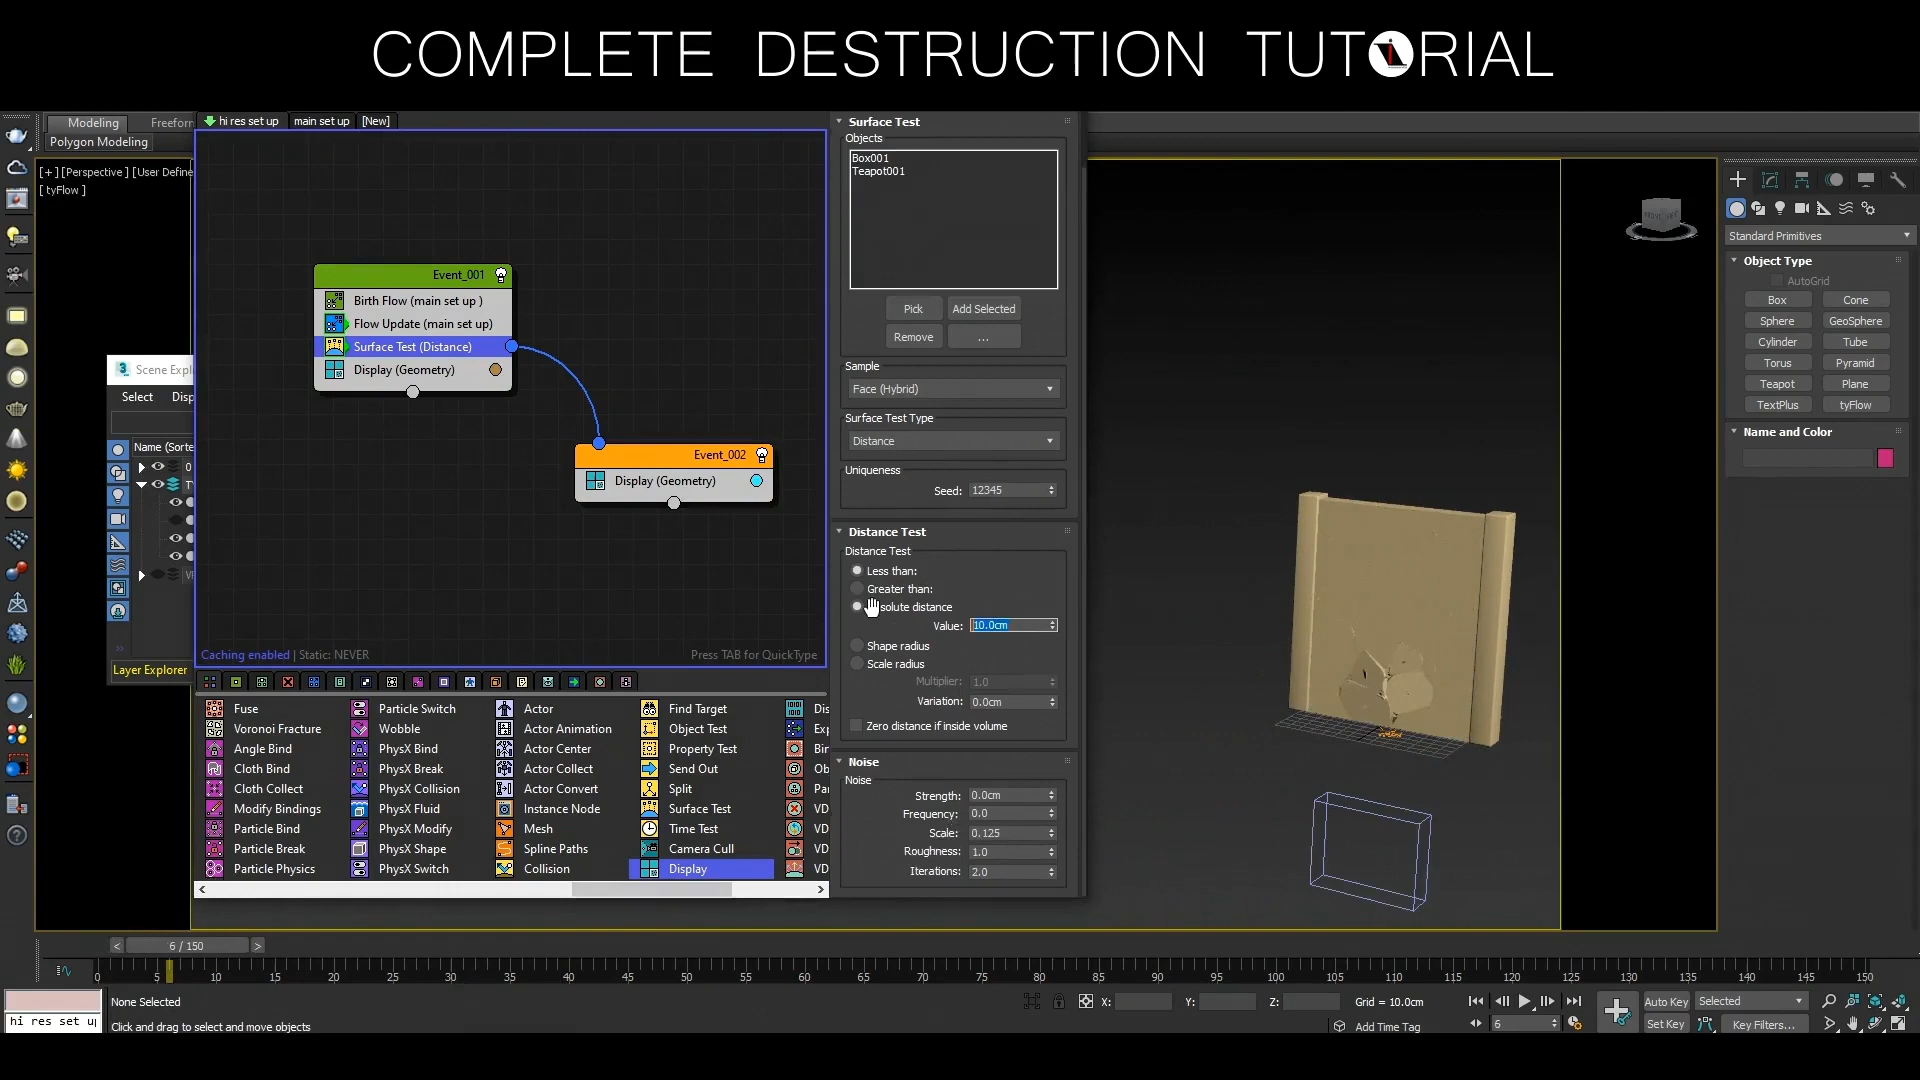 COMPLETE DESTRUCTION TUTORIAL
Modeling
Freeform
Polygon Modeling
[+] [Perspective ] [User Define
[ tyFlow ]
hi res set up
main set up
[New]
Event_001
Birth Flow (main set up )
Flow Update (main set up)
Surface Test (Distance)
Display (Geometry)
Event_002
Display (Geometry)
Caching enabled | Static: NEVER
Press TAB for QuickType
Scene Expl
Select
Disp
Name (Sorte
0
Layer Explorer
Fuse
Voronoi Fracture
Angle Bind
Cloth Bind
Cloth Collect
Modify Bindings
Particle Bind
Particle Break
Particle Physics
Particle Switch
Wobble
PhysX Bind
PhysX Break
PhysX Collision
PhysX Fluid
PhysX Modify
PhysX Shape
PhysX Switch
Actor
Actor Animation
Actor Center
Actor Collect
Actor Convert
Instance Node
Mesh
Spline Paths
Collision
Find Target
Object Test
Property Test
Send Out
Split
Surface Test
Time Test
Camera Cull
Display
Dis
Exp
Bir
Ob
Par
VD
VD
VD
VD
Surface Test
Objects
Box001
Teapot001
Pick
Add Selected
Remove
...
Sample
Face (Hybrid)
Surface Test Type
Distance
Uniqueness
Seed: 12345
Distance Test
Distance Test
Less than:
Greater than:
solute distance
Value: 10.0cm
Shape radius
Scale radius
Multiplier: 1.0
Variation: 0.0cm
Zero distance if inside volume
Noise
Noise
Strength: 0.0cm
Frequency: 0.0
Scale: 0.125
Roughness: 1.0
Iterations: 2.0
Standard Primitives
Object Type
AutoGrid
Box
Cone
Sphere
GeoSphere
Cylinder
Tube
Torus
Pyramid
Teapot
Plane
TextPlus
tyFlow
Name and Color
6 / 150
0 5 10 15 20 25 30 35 40 45 50 55 60 65 70 75 80 85 90 95 100 105 110 115 120 125 130 135 140 145 150
None Selected
hi res set up
Click and drag to select and move objects
X:
Y:
Z:
Grid = 10.0cm
Add Time Tag
6
Auto Key
Selected
Set Key
Key Filters...